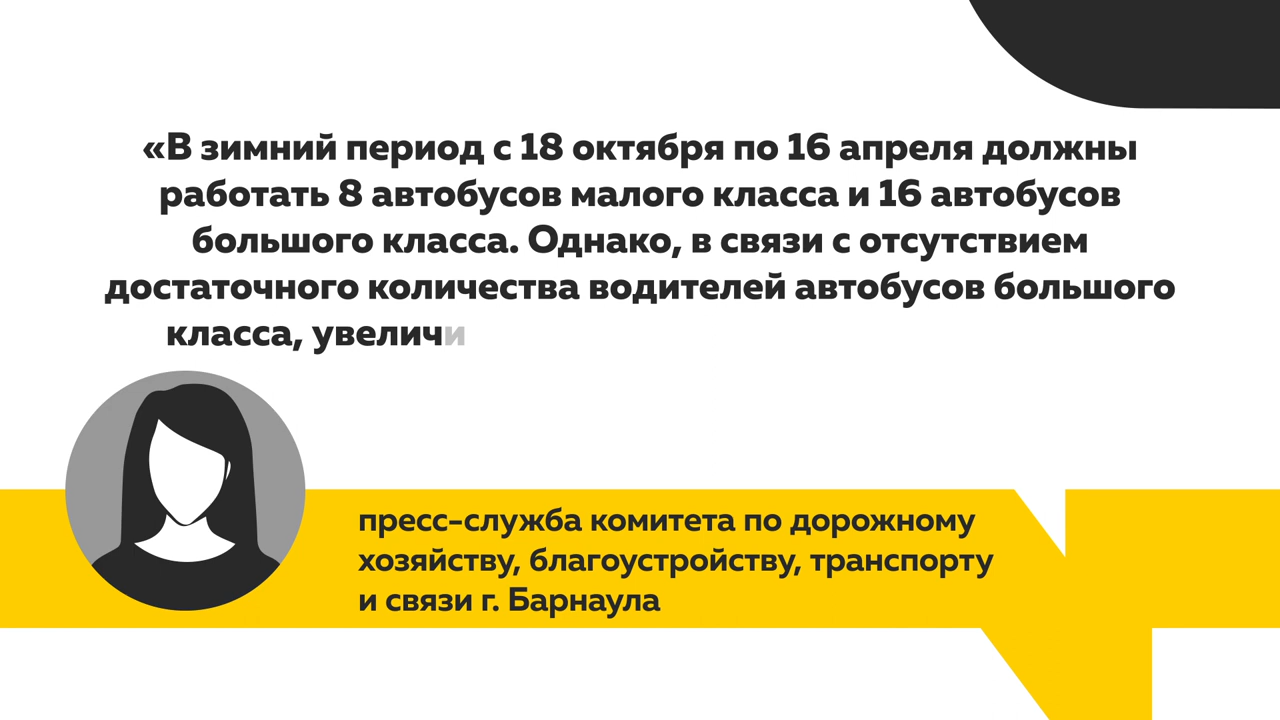 «В зимний период с 18 октября по 16 апреля должны
работать 8 автобусов малого класса и 16 автобусов
большого класса. Однако, в связи с отсутствием
достаточного количества водителей автобусов большого
класса, увеличи
пресс-служба комитета по дорожному
хозяйству, благоустройству, транспорту
и связи г. Барнаула